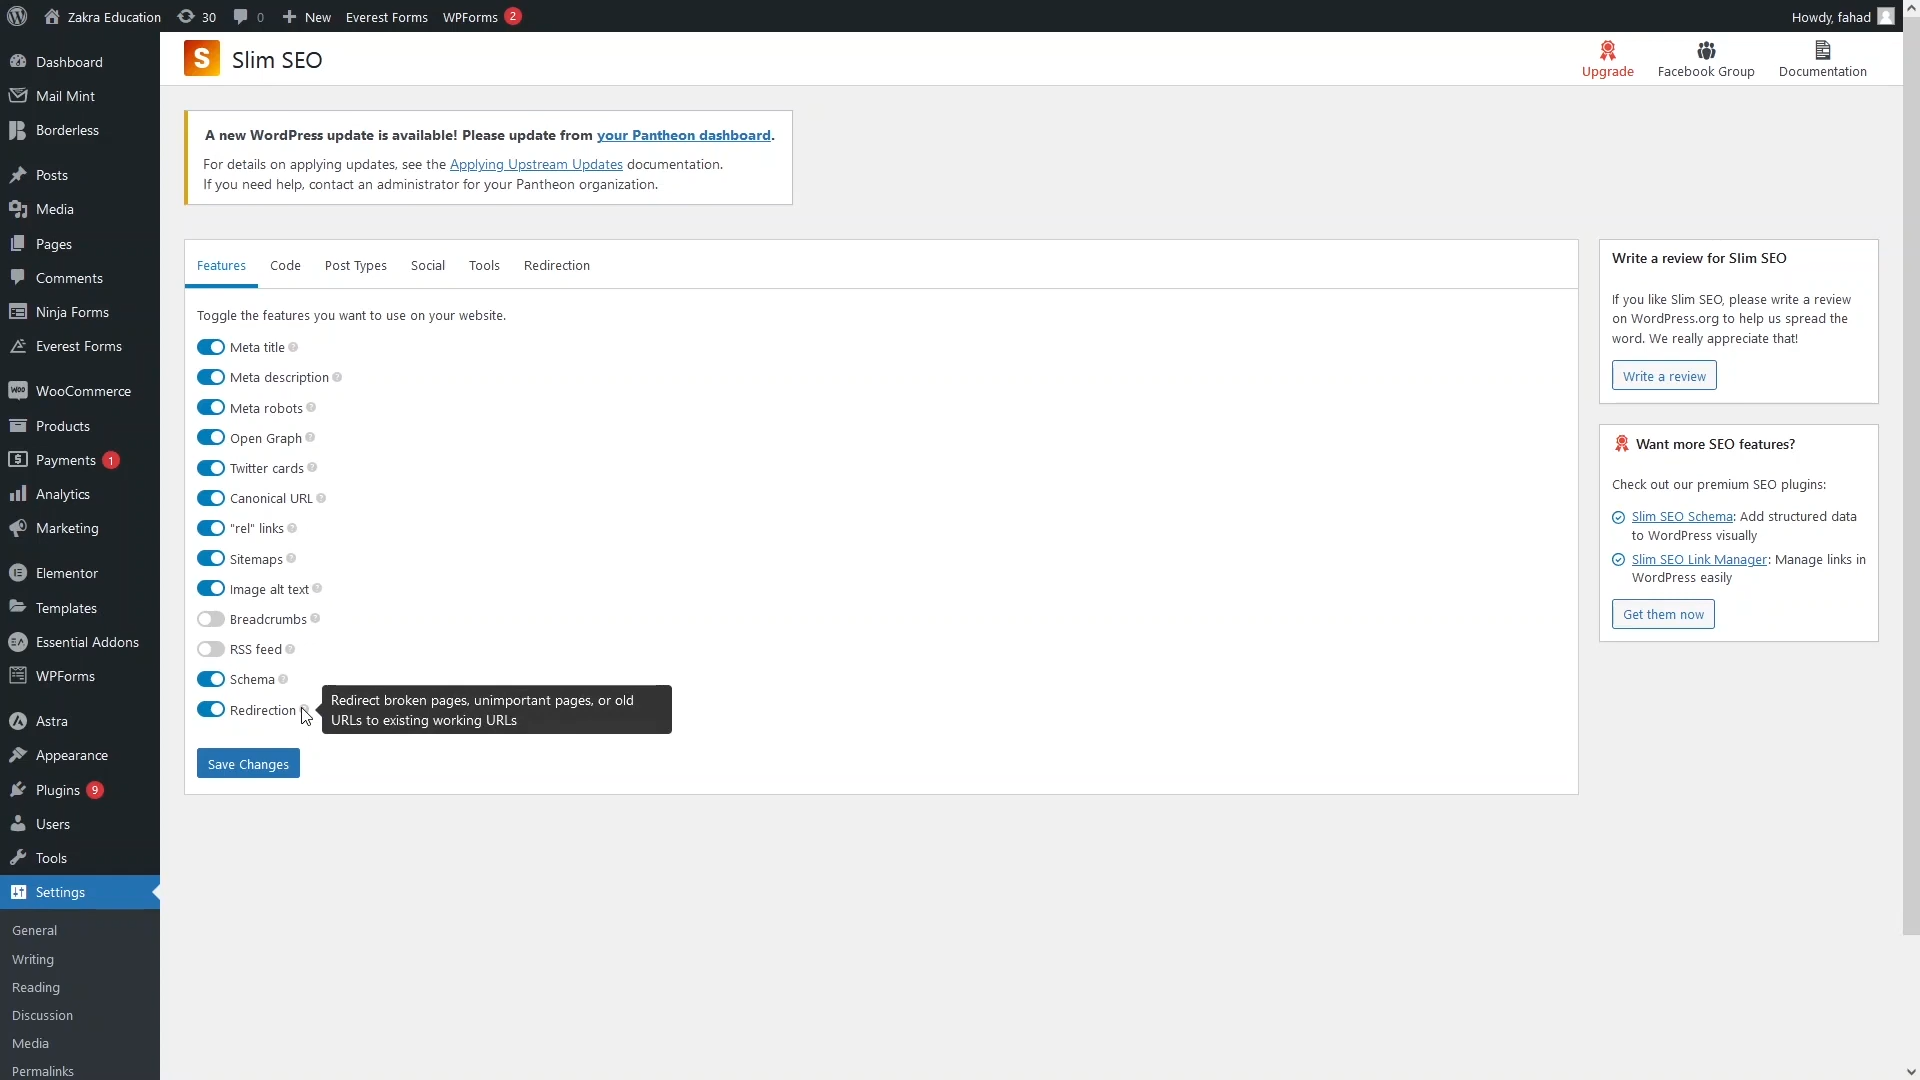 Zakra Education
30
0
New
Everest Forms
WPForms
2
Howdy, fahad
Dashboard
Mail Mint
Borderless
Posts
Media
Pages
Comments
Ninja Forms
Everest Forms
WooCommerce
Products
Payments 1
Analytics
Marketing
Elementor
Templates
Essential Addons
WPForms
Astra
Appearance
Plugins 9
Users
Tools
Settings
General
Writing
Reading
Discussion
Media
Permalinks
S Slim SEO
Upgrade
Facebook Group
Documentation
A new WordPress update is available! Please update from your Pantheon dashboard.
For details on applying updates, see the Applying Upstream Updates documentation.
If you need help, contact an administrator for your Pantheon organization.
Features
Code
Post Types
Social
Tools
Redirection
Toggle the features you want to use on your website.
Meta title
Meta description
Meta robots
Open Graph
Twitter cards
Canonical URL
"rel" links
Sitemaps
Image alt text
Breadcrumbs
RSS feed
Schema
Redirection
Redirect broken pages, unimportant pages, or old
URLs to existing working URLs
Save Changes
Write a review for Slim SEO
If you like Slim SEO, please write a review
on WordPress.org to help us spread the
word. We really appreciate that!
Write a review
Want more SEO features?
Check out our premium SEO plugins:
Slim SEO Schema: Add structured data
to WordPress visually
Slim SEO Link Manager: Manage links in
WordPress easily
Get them now